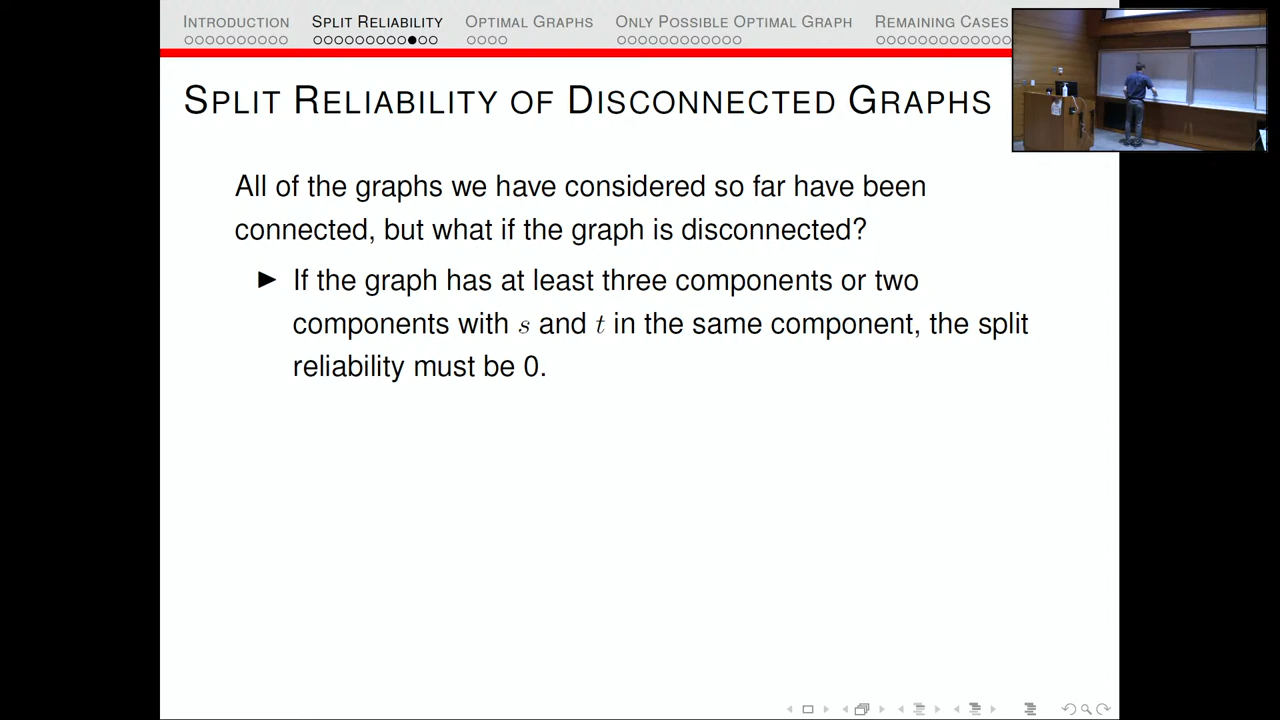 INTRODUCTION SPLIT RELIABILITY OPTIMAL GRAPHS ONLY POSSIBLE OPTIMAL GRAPH REMAINING CASES
SPLIT RELIABILITY OF DISCONNECTED GRAPHS
All of the graphs we have considered so far have been
connected, but what if the graph is disconnected?
▶ If the graph has at least three components or two
components with s and t in the same component, the split
reliability must be 0.